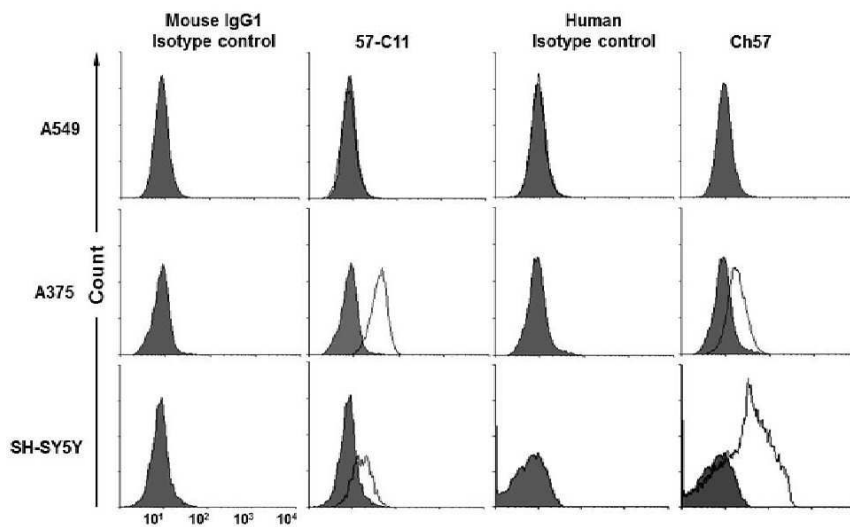 Mouse IgG1
Isotype control
57-C11
Human
Isotype control
Ch57
A549
A375
SH-SY5Y
Count
10¹ 10² 10³ 10⁴